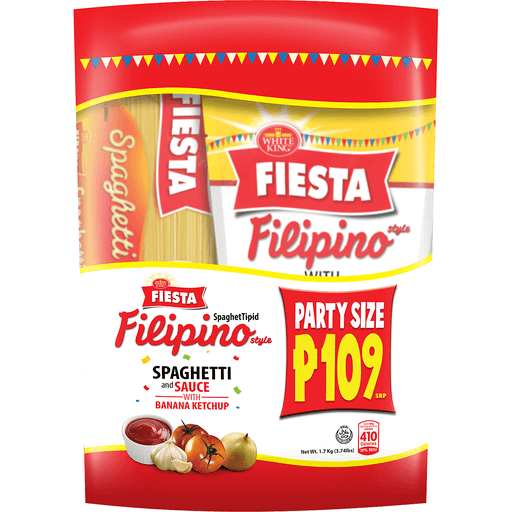 Spaghetti
FIESTA
WHITE
KING
FIESTA
Filipino style
WITH
FIESTA
SpaghetTipid
Filipino style
SPAGHETTI
and SAUCE
WITH
BANANA KETCHUP
PARTY SIZE
₱109
SRP
410
Calories
Net Wt. 1.7 Kg (3.74lbs)